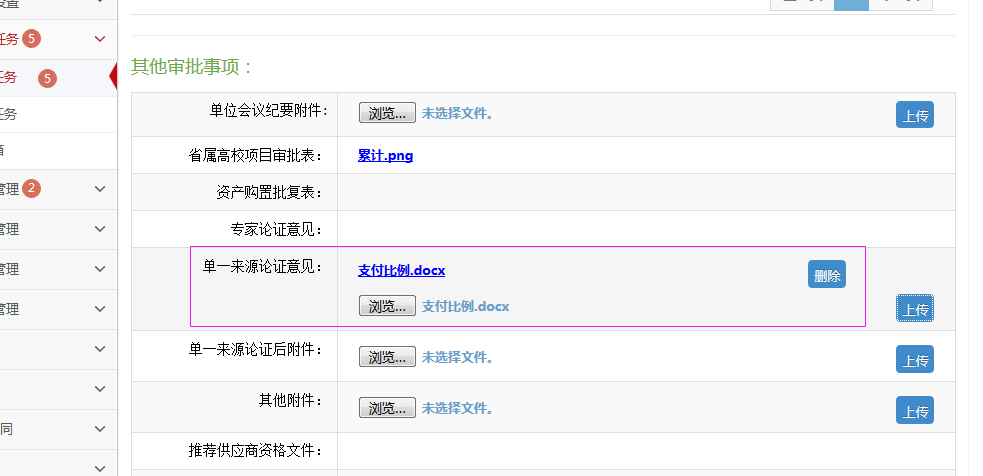 任务 5
任务 5
任务
管理 2
管理
管理
管理
同
其他审批事项：
单位会议纪要附件： 浏览... 未选择文件。 上传
省属高校项目审批表： 累计.png
资产购置批复表：
专家论证意见：
单一来源论证意见： 支付比例.docx 删除
浏览... 支付比例.docx 上传
单一来源论证后附件： 浏览... 未选择文件。 上传
其他附件： 浏览... 未选择文件。 上传
推荐供应商资格文件：